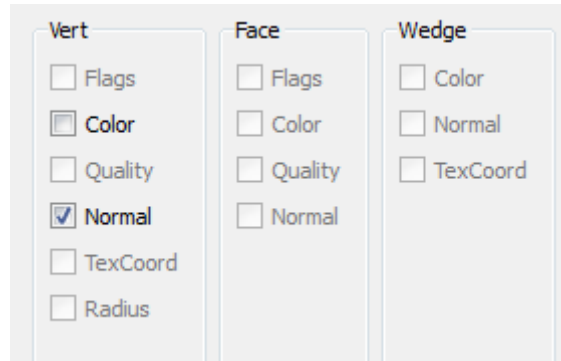 Vert
Flags
Color
Quality
Normal
TexCoord
Radius
Face
Flags
Color
Quality
Normal
Wedge
Color
Normal
TexCoord